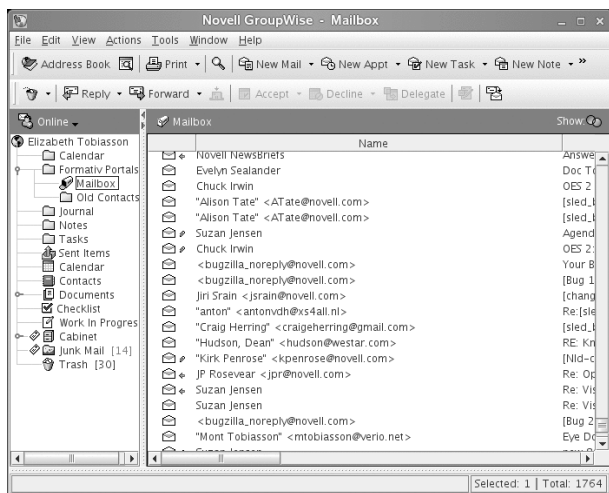 Novell GroupWise - Mailbox
File Edit View Actions Tools Window Help
Address Book Print New Mail New Appt New Task New Note »
Reply Forward Accept Decline Delegate
Online
Mailbox Show:
Elizabeth Tobiasson
Calendar
Formativ Portals
Mailbox
Old Contacts
Journal
Notes
Tasks
Sent Items
Calendar
Contacts
Documents
Checklist
Work In Progres
Cabinet
Junk Mail [14]
Trash [30]
Name
Novell NewsBriefs Answe
Evelyn Sealander Doc To
Chuck Irwin OES 2
"Alison Tate" <ATate@novell.com> [sled_b
"Alison Tate" <ATate@novell.com> [sled_b
Suzan Jensen Agend
Chuck Irwin OES 2:
<bugzilla_noreply@novell.com> Your B
<bugzilla_noreply@novell.com> [Bug 1
Jiri Srain <jsrain@novell.com> [chang
"anton" <antonvdh@xs4all.nl> Re:[sle
"Craig Herring" <craigeherring@gmail.com> [sled_b
"Hudson, Dean" <hudson@westar.com> RE: Kn
"Kirk Penrose" <kpenrose@novell.com> [Nld-c
JP Rosevear <jpr@novell.com> Re: Op
Suzan Jensen Re: Vis
Suzan Jensen Re: Vis
<bugzilla_noreply@novell.com> [Bug 2
"Mont Tobiasson" <mtobiasson@verio.net> Eye Do
Selected: 1 Total: 1764